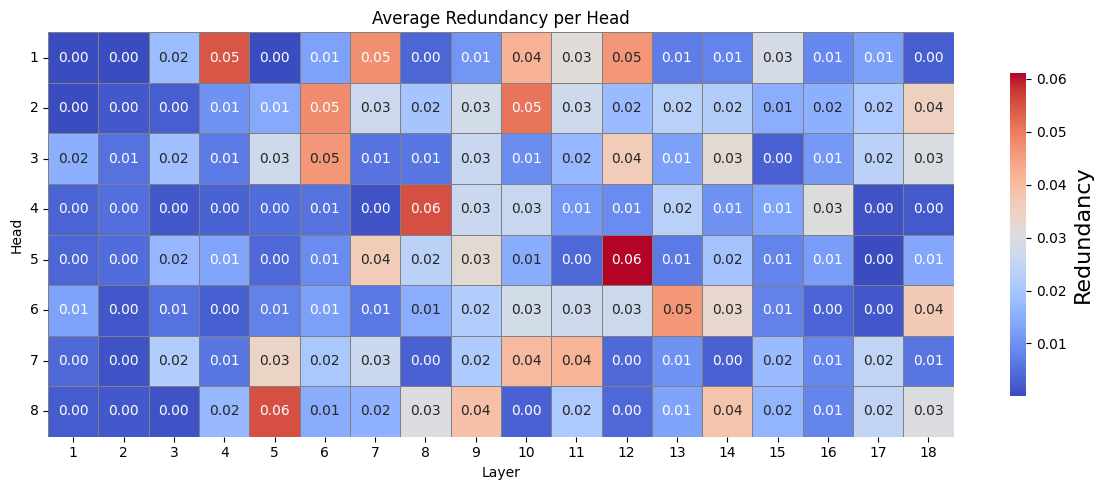 Average Redundancy per Head
1 0.00 0.00 0.02 0.05 0.00 0.01 0.05 0.00 0.01 0.04 0.03 0.05 0.01 0.01 0.03 0.01 0.01 0.00
2 0.00 0.00 0.00 0.01 0.01 0.05 0.03 0.02 0.03 0.05 0.03 0.02 0.02 0.02 0.01 0.02 0.02 0.04
3 0.02 0.01 0.02 0.01 0.03 0.05 0.01 0.01 0.03 0.01 0.02 0.04 0.01 0.03 0.00 0.01 0.02 0.03
4 0.00 0.00 0.00 0.00 0.00 0.01 0.00 0.06 0.03 0.03 0.01 0.01 0.02 0.01 0.01 0.03 0.00 0.00
5 0.00 0.00 0.02 0.01 0.00 0.01 0.04 0.02 0.03 0.01 0.00 0.06 0.01 0.02 0.01 0.01 0.00 0.01
6 0.01 0.00 0.01 0.00 0.01 0.01 0.01 0.01 0.02 0.03 0.03 0.03 0.05 0.03 0.01 0.00 0.00 0.04
7 0.00 0.00 0.02 0.01 0.03 0.02 0.03 0.00 0.02 0.04 0.04 0.00 0.01 0.00 0.02 0.01 0.02 0.01
8 0.00 0.00 0.00 0.02 0.06 0.01 0.02 0.03 0.04 0.00 0.02 0.00 0.01 0.04 0.02 0.01 0.02 0.03
1 2 3 4 5 6 7 8 9 10 11 12 13 14 15 16 17 18
Layer
Head
0.06
0.05
0.04
0.03
0.02
0.01
Redundancy